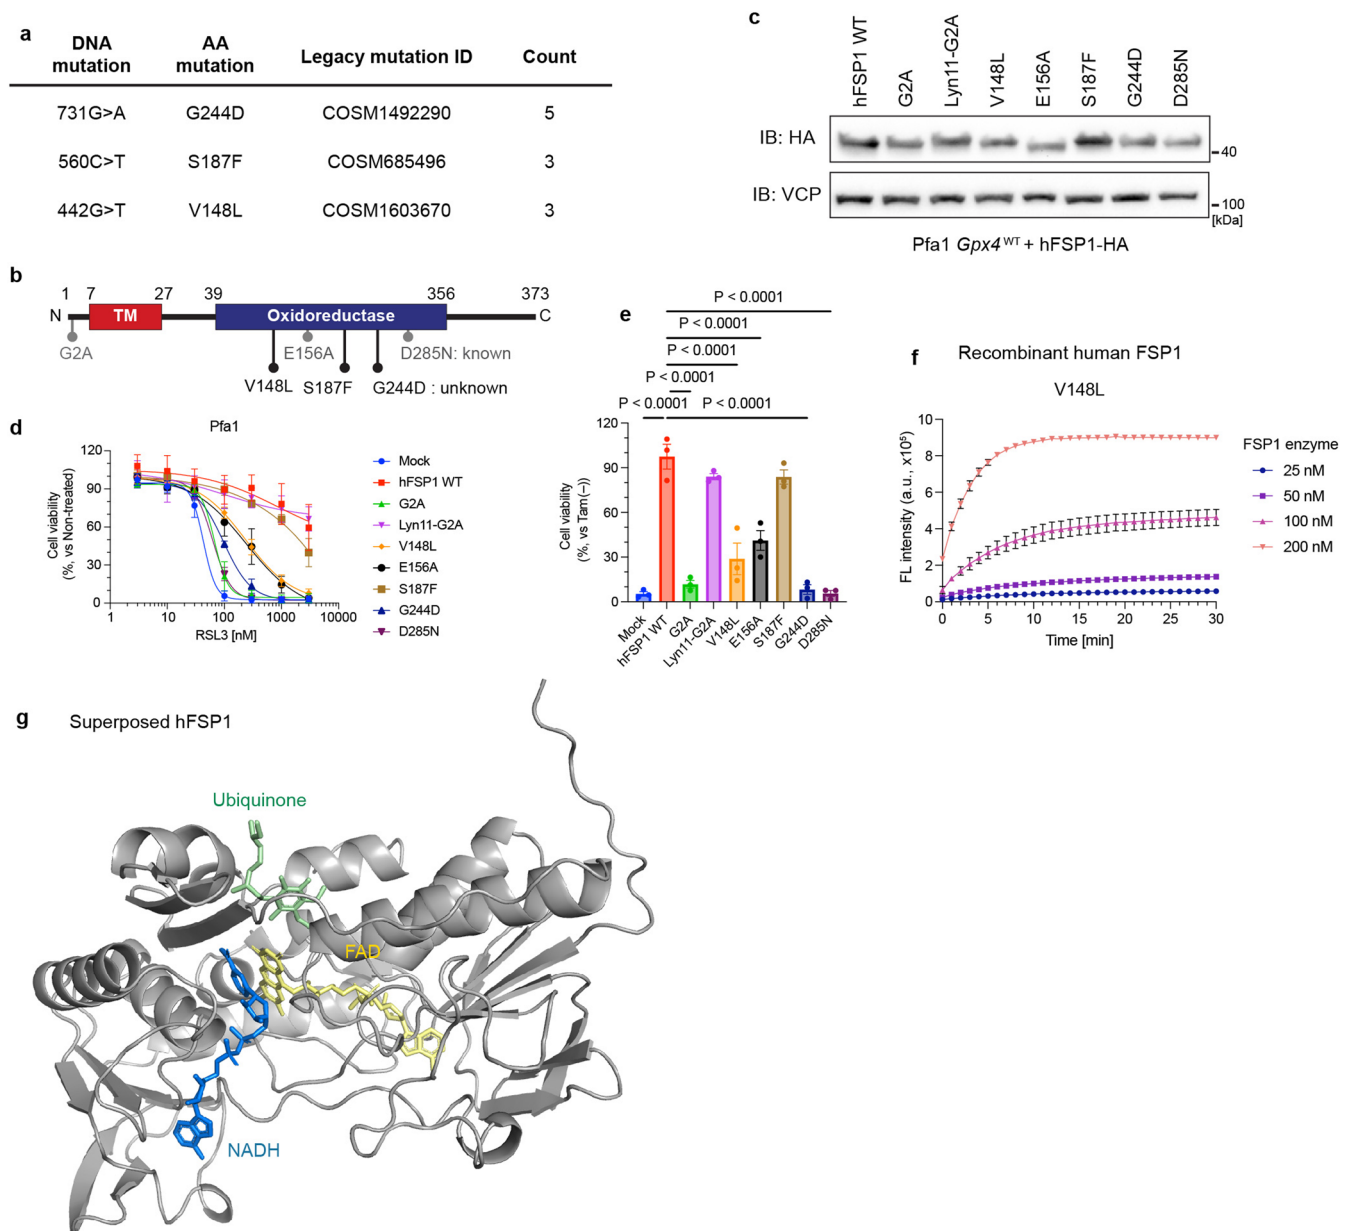 a
DNA mutation AA mutation Legacy mutation ID Count
731G>A G244D COSM1492290 5
560C>T S187F COSM685496 3
442G>T V148L COSM1603670 3
b
1 7 27 39 356 373
N TM Oxidoreductase C
G2A E156A D285N: known
V148L S187F G244D : unknown
c
hFSP1 WT
G2A
Lyn11-G2A
V148L
E156A
S187F
G244D
D285N
IB: HA
40
IB: VCP
100
[kDa]
Pfa1 Gpx4 WT + hFSP1-HA
d
Pfa1
Cell viability
(%, vs Non-treated)
120
90
60
30
0
1 10 100 1000 10000
RSL3 [nM]
Mock
hFSP1 WT
G2A
Lyn11-G2A
V148L
E156A
S187F
G244D
D285N
e
P < 0.0001
P < 0.0001
P < 0.0001
P < 0.0001
P < 0.0001 P < 0.0001
Cell viability
(%, vs Tam(–))
120
90
60
30
0
Mock
hFSP1 WT
G2A
Lyn11-G2A
V148L
E156A
S187F
G244D
D285N
f
Recombinant human FSP1
V148L
FL intensity (a.u., x10⁵)
10
8
6
4
2
0
0 5 10 15 20 25 30
Time [min]
FSP1 enzyme
25 nM
50 nM
100 nM
200 nM
g
Superposed hFSP1
Ubiquinone
FAD
NADH